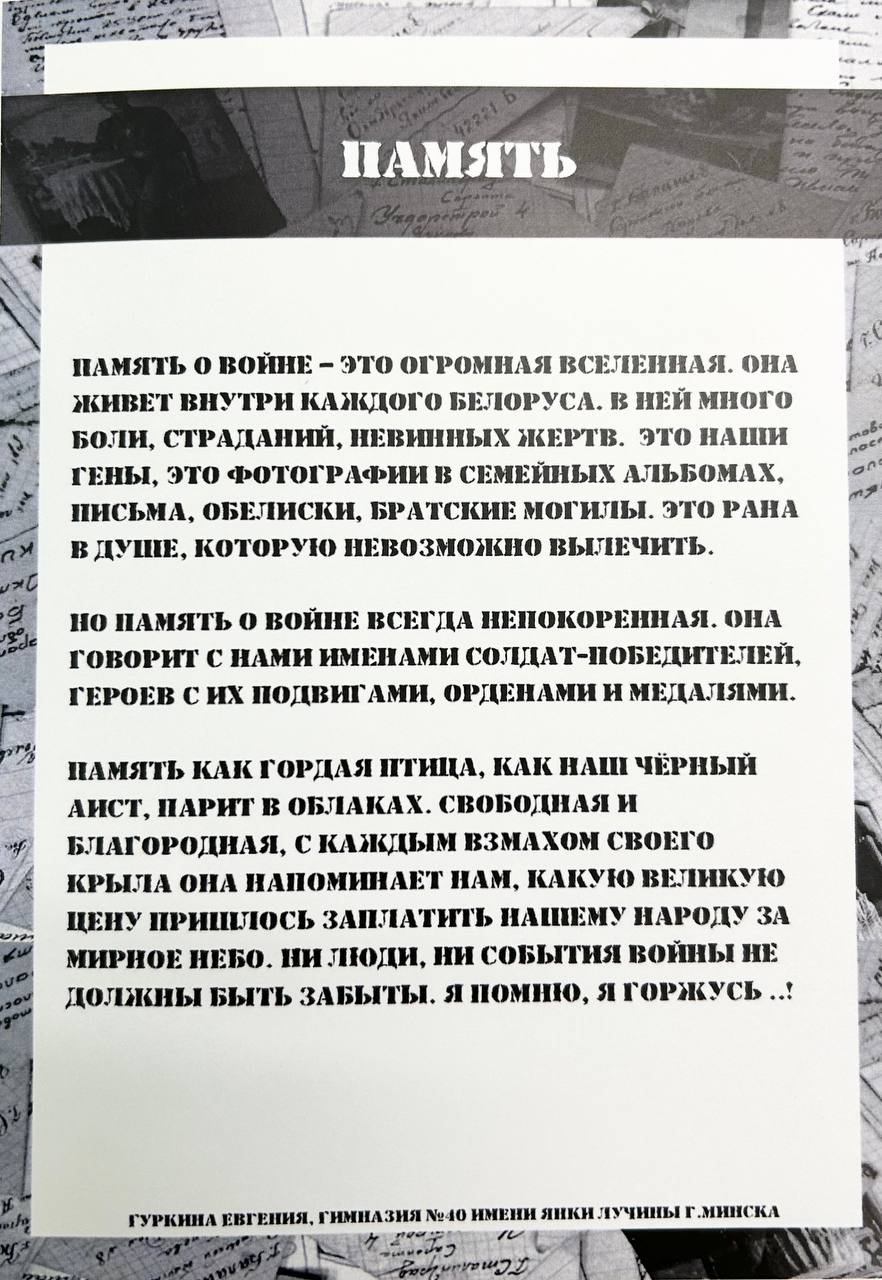 ПАМЯТЬ
ПАМЯТЬ О ВОЙНЕ – ЭТО ОГРОМНАЯ ВСЕЛЕННАЯ. ОНА
ЖИВЕТ ВНУТРИ КАЖДОГО БЕЛОРУСА. В НЕЙ МНОГО
БОЛИ, СТРАДАНИЙ, НЕВИННЫХ ЖЕРТВ. ЭТО НАШИ
ГЕНЫ, ЭТО ФОТОГРАФИИ В СЕМЕЙНЫХ АЛЬБОМАХ,
ПИСЬМА, ОБЕЛИСКИ, БРАТСКИЕ МОГИЛЫ. ЭТО РАНА
В ДУШЕ, КОТОРУЮ НЕВОЗМОЖНО ВЫЛЕЧИТЬ.
НО ПАМЯТЬ О ВОЙНЕ ВСЕГДА НЕПОКОРЕННАЯ. ОНА
ГОВОРИТ С НАМИ ИМЕНАМИ СОЛДАТ-ПОБЕДИТЕЛЕЙ,
ГЕРОЕВ С ИХ ПОДВИГАМИ, ОРДЕНАМИ И МЕДАЛЯМИ.
ПАМЯТЬ КАК ГОРДАЯ ПТИЦА, КАК НАШ ЧЁРНЫЙ
АИСТ, ПАРИТ В ОБЛАКАХ. СВОБОДНАЯ И
БЛАГОРОДНАЯ, С КАЖДЫМ ВЗМАХОМ СВОЕГО
КРЫЛА ОНА НАПОМИНАЕТ НАМ, КАКУЮ ВЕЛИКУЮ
ЦЕНУ ПРИШЛОСЬ ЗАПЛАТИТЬ НАШЕМУ НАРОДУ ЗА
МИРНОЕ НЕБО. НИ ЛЮДИ, НИ СОБЫТИЯ ВОЙНЫ НЕ
ДОЛЖНЫ БЫТЬ ЗАБЫТЫ. Я ПОМНЮ, Я ГОРЖУСЬ ..!
ГУРКИНА ЕВГЕНИЯ, ГИМНАЗИЯ №40 ИМЕНИ ЯНКИ ЛУЧИНЫ Г.МИНСКА